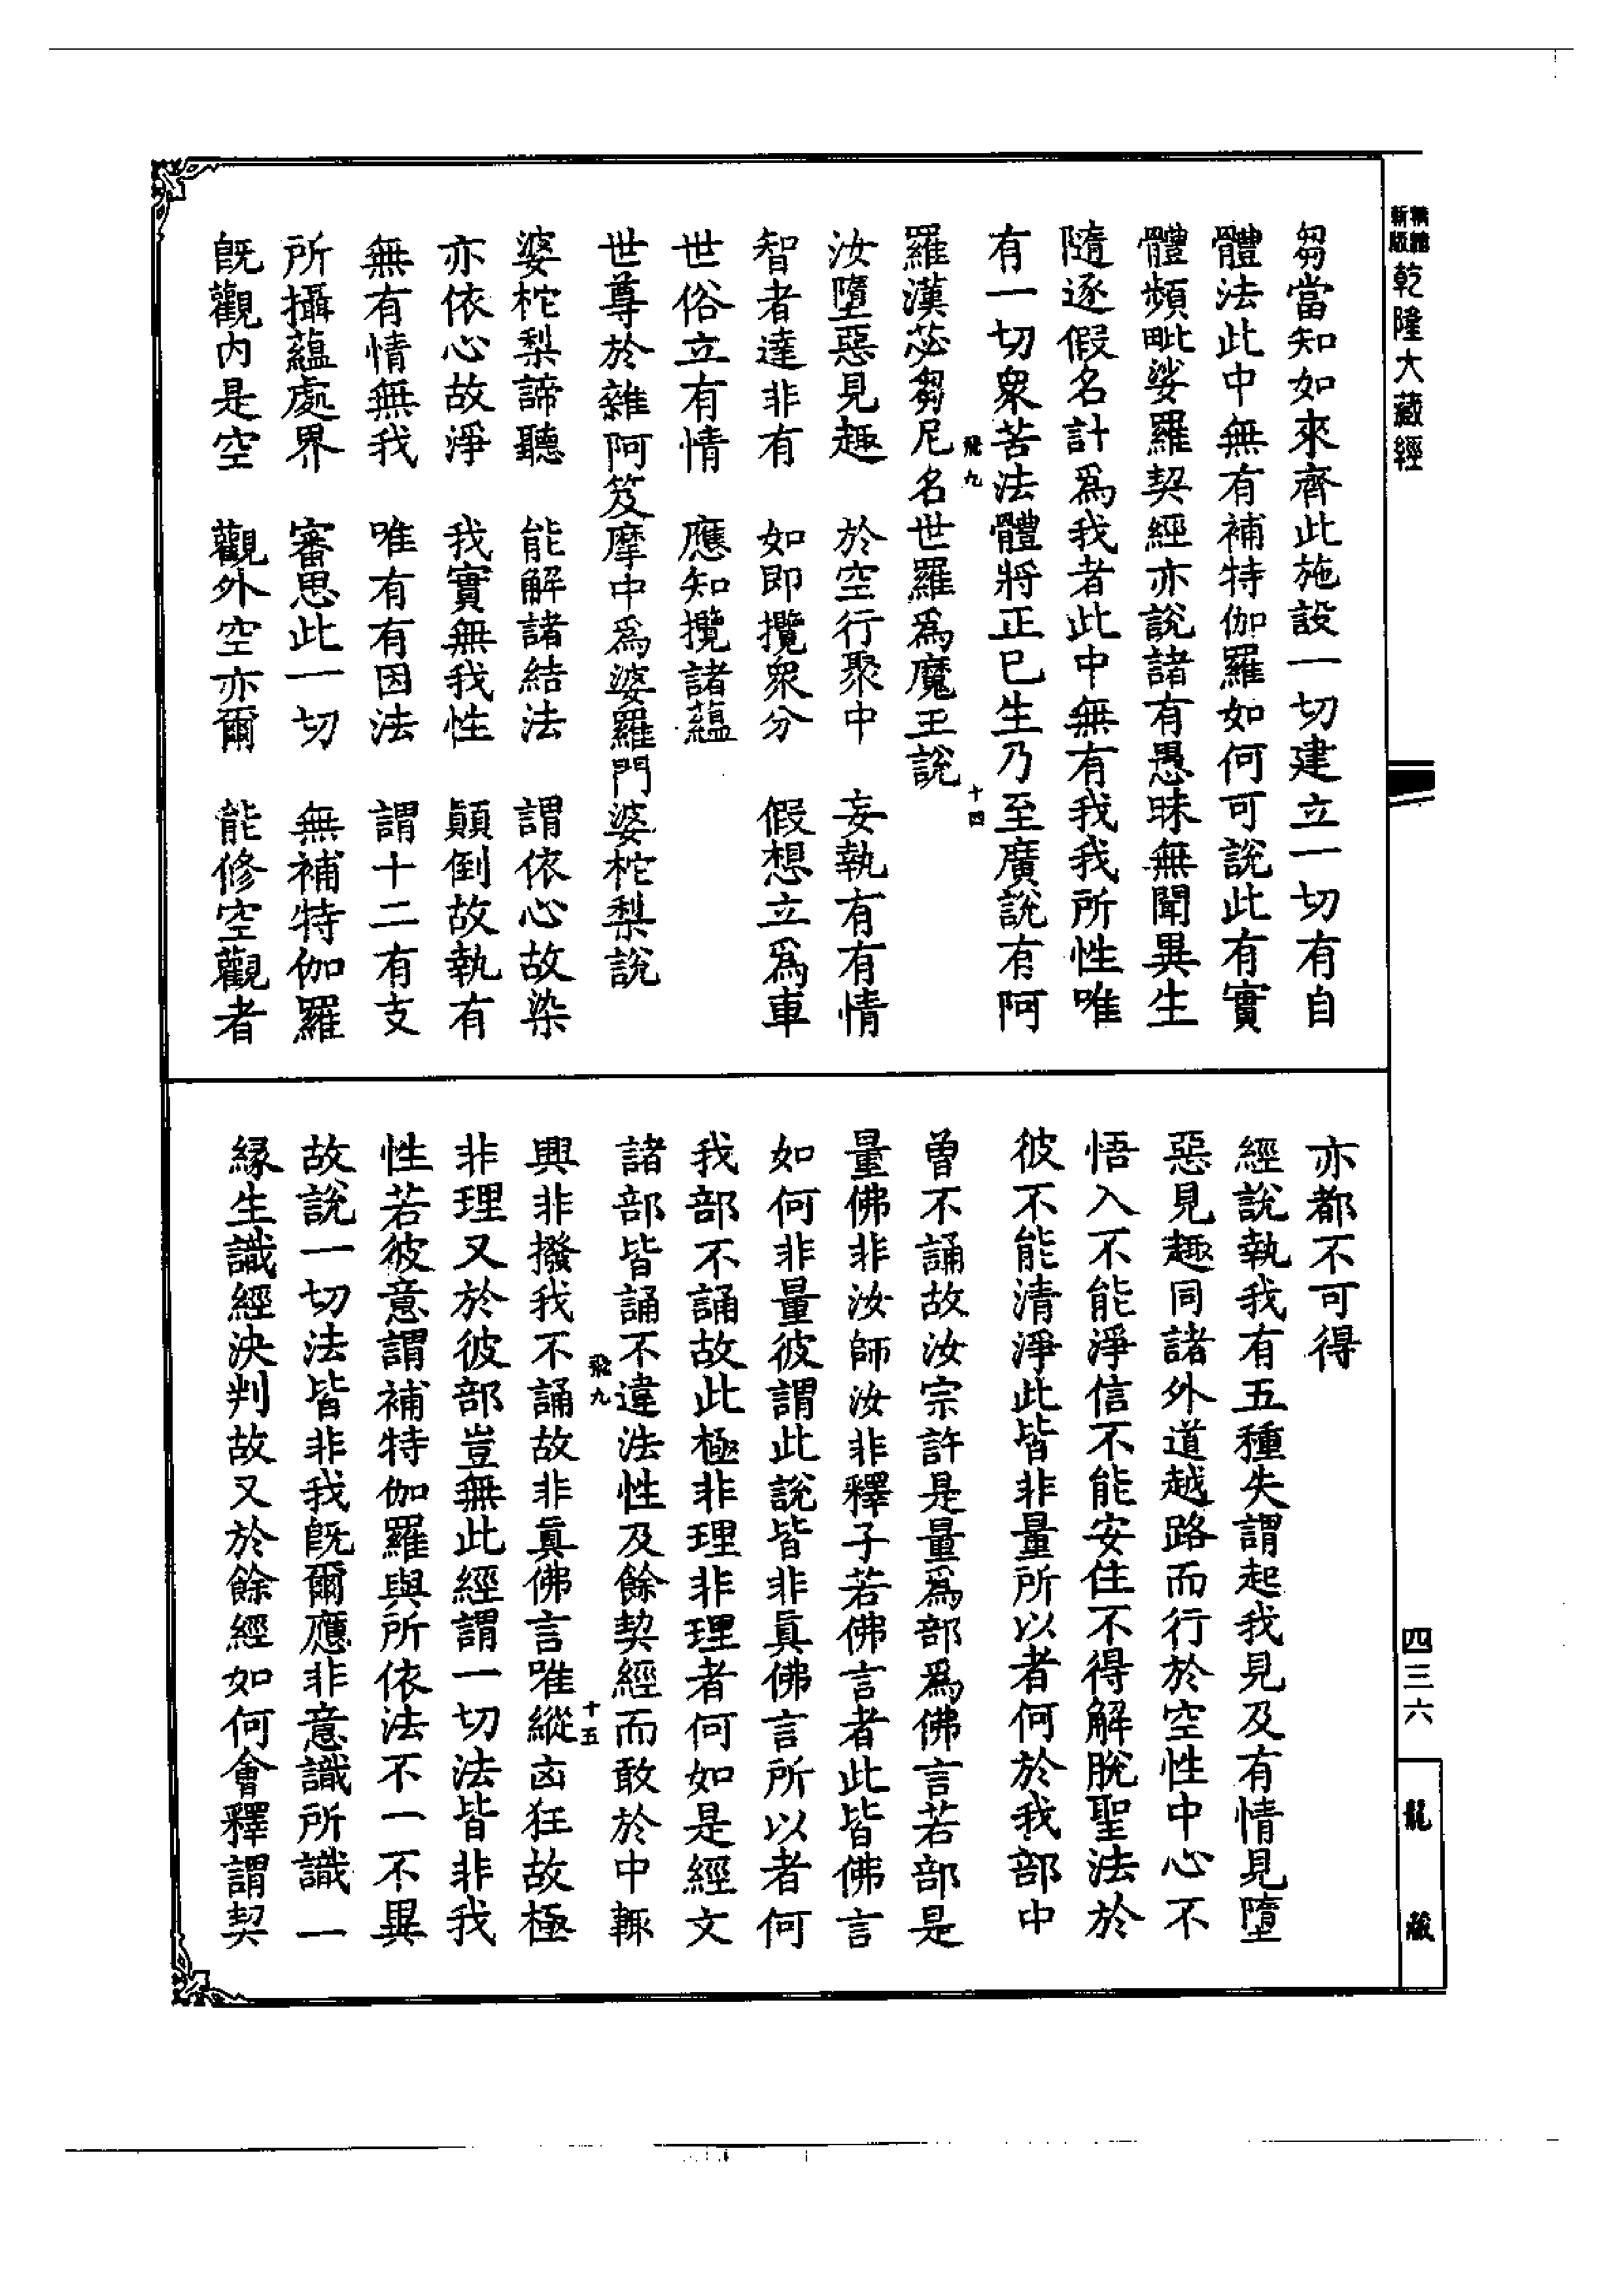 新版
乾隆大藏經
芻當知如來齊此施設一切建立一切有自
體法此中無有補特伽羅如何可說此有實
體頻毗娑羅契經亦說諸有愚昧無聞異生
隨逐假名計爲我者此中無有我我所性唯
有一切衆苦法體將正已生乃至廣說有阿
飛九
十四
羅漢苾芻尼名世羅爲魔王說
汝墮惡見趣 於空行聚中 妄執有有情
智者達非有 如即攬衆分 假想立爲車
世俗立有情 應知攬諸蘊
世尊於雜阿笈摩中爲婆羅門婆柁梨說
婆柁梨諦聽 能解諸結法 謂依心故染
亦依心故淨 我實無我性 顛倒故執有
無有情無我 唯有有因法 謂十二有支
所攝蘊處界 審思此一切 無補特伽羅
旣觀內是空 觀外空亦爾 能修空觀者
亦都不可得
經說執我有五種失謂起我見及有情見墮
惡見趣同諸外道越路而行於空性中心不
悟入不能淨信不能安住不得解脫聖法於
彼不能清淨此皆非量所以者何於我部中
曾不誦故汝宗許是量爲部爲佛言若部是
量佛非汝師汝非釋子若佛言者此皆佛言
如何非量彼謂此說皆非眞佛言所以者何
我部不誦故此極非理非理者何如是經文
諸部皆誦不違法性及餘契經而敢於中輒
飛九
十五
興非撥我不誦故非眞佛言唯縱凶狂故極
非理又於彼部豈無此經謂一切法皆非我
性若彼意謂補特伽羅與所依法不一不異
故說一切法皆非我旣爾應非意識所識一
緣生識經決判故又於餘經如何會釋謂契
四三六
龍藏